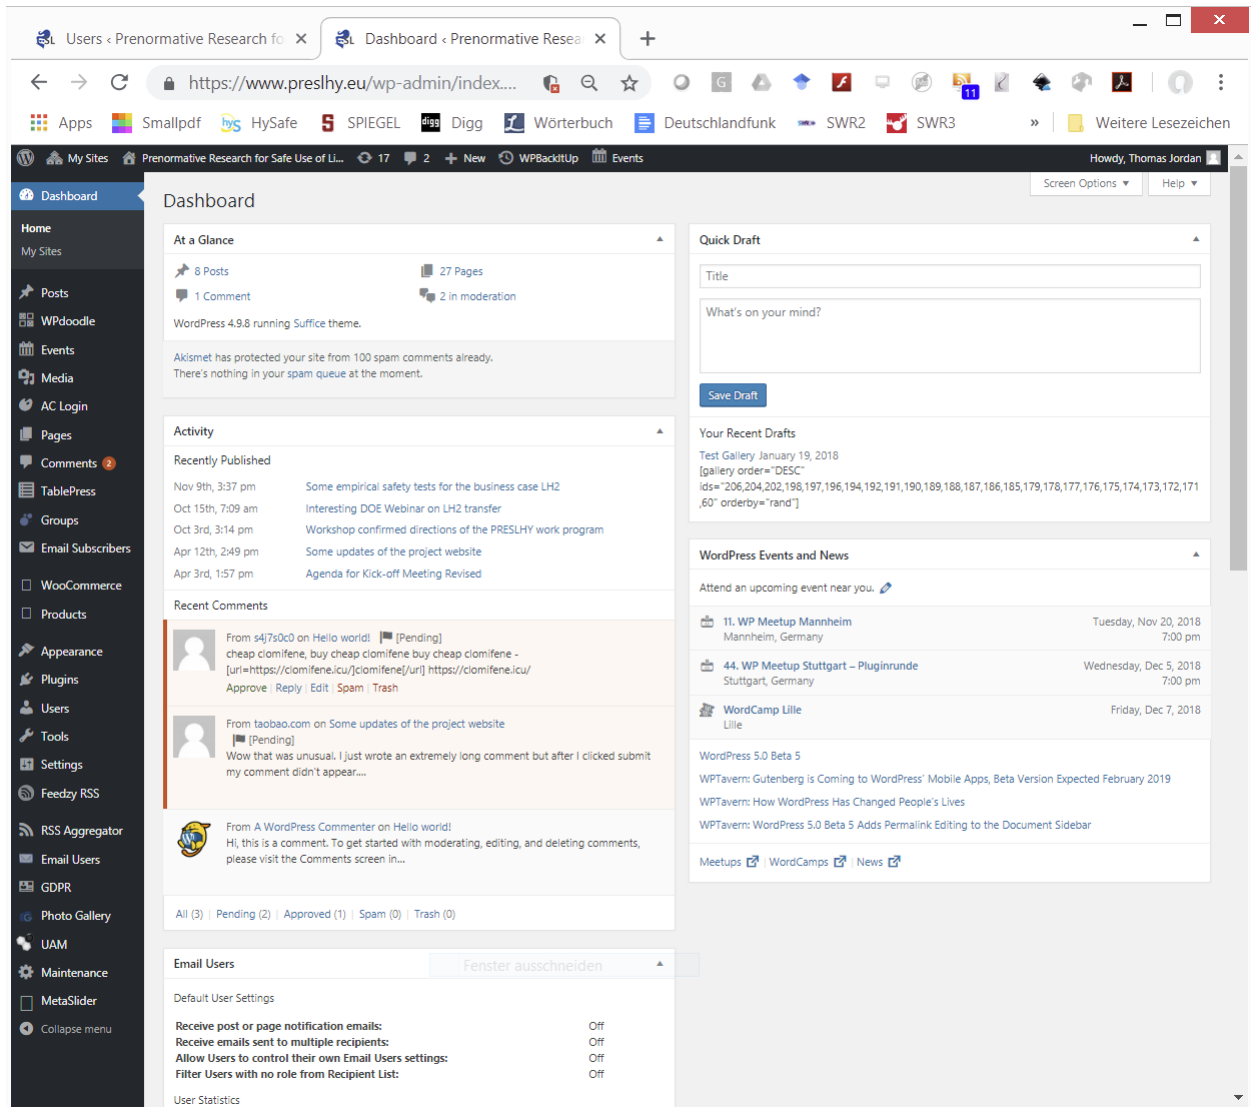 Users ‹ Prenormative Research fo
Dashboard ‹ Prenormative Resea
https://www.preslhy.eu/wp-admin/index....
11
Apps Smallpdf hys HySafe S SPIEGEL digg Digg L Wörterbuch Deutschlandfunk SWR2 SWR3 » Weitere Lesezeichen
My Sites Prenormative Research for Safe Use of Li... 17 2 + New WPBackItUp Events Howdy, Thomas Jordan
Screen Options Help
Dashboard
Home
My Sites
Posts
WPdoodle
Events
Media
AC Login
Pages
Comments 2
TablePress
Groups
Email Subscribers
WooCommerce
Products
Appearance
Plugins
Users
Tools
Settings
Feedzy RSS
RSS Aggregator
Email Users
GDPR
Photo Gallery
UAM
Maintenance
MetaSlider
Collapse menu
Dashboard
At a Glance
8 Posts 27 Pages
1 Comment 2 in moderation
WordPress 4.9.8 running Suffice theme.
Akismet has protected your site from 100 spam comments already.
There's nothing in your spam queue at the moment.
Activity
Recently Published
Nov 9th, 3:37 pm Some empirical safety tests for the business case LH2
Oct 15th, 7:09 am Interesting DOE Webinar on LH2 transfer
Oct 3rd, 3:14 pm Workshop confirmed directions of the PRESLHY work program
Apr 12th, 2:49 pm Some updates of the project website
Apr 3rd, 1:57 pm Agenda for Kick-off Meeting Revised
Recent Comments
From s4j7s0c0 on Hello world! [Pending]
cheap clomifene, buy cheap clomifene buy cheap clomifene -
[url=https://clomifene.icu/]clomifene[/url] https://clomifene.icu/
Approve | Reply | Edit | Spam | Trash
From taobao.com on Some updates of the project website
[Pending]
Wow that was unusual. I just wrote an extremely long comment but after I clicked submit
my comment didn't appear....
From A WordPress Commenter on Hello world!
Hi, this is a comment. To get started with moderating, editing, and deleting comments,
please visit the Comments screen in...
All (3) | Pending (2) | Approved (1) | Spam (0) | Trash (0)
Email Users
Fenster ausschneiden
Default User Settings
Receive post or page notification emails: Off
Receive emails sent to multiple recipients: Off
Allow Users to control their own Email Users settings: Off
Filter Users with no role from Recipient List: Off
User Statistics
Quick Draft
Title
What's on your mind?
Save Draft
Your Recent Drafts
Test Gallery January 19, 2018
[gallery order="DESC"
ids="206,204,202,198,197,196,194,192,191,190,189,188,187,186,185,179,178,177,176,175,174,173,172,171
,60" orderby="rand"]
WordPress Events and News
Attend an upcoming event near you.
11. WP Meetup Mannheim Tuesday, Nov 20, 2018
Mannheim, Germany 7:00 pm
44. WP Meetup Stuttgart – Pluginrunde Wednesday, Dec 5, 2018
Stuttgart, Germany 7:00 pm
WordCamp Lille Friday, Dec 7, 2018
Lille
WordPress 5.0 Beta 5
WPTavern: Gutenberg is Coming to WordPress' Mobile Apps, Beta Version Expected February 2019
WPTavern: How WordPress Has Changed People's Lives
WPTavern: WordPress 5.0 Beta 5 Adds Permalink Editing to the Document Sidebar
Meetups | WordCamps | News